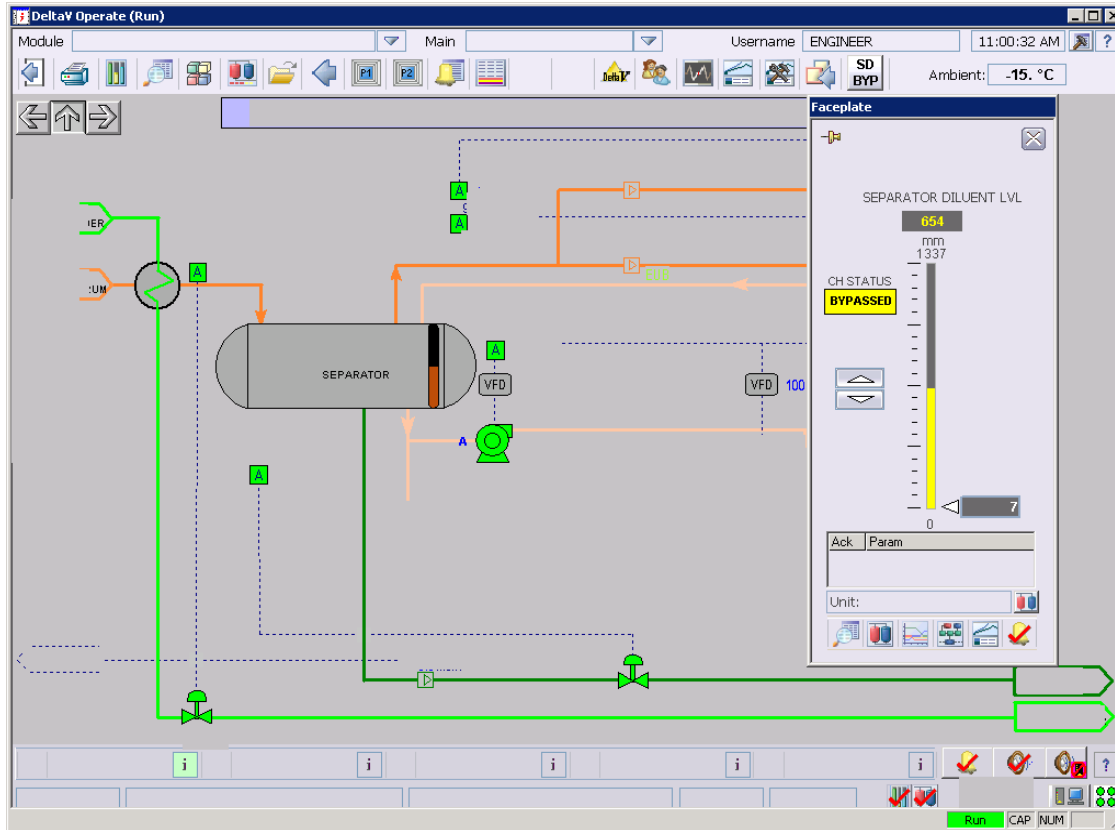 DeltaV Operate (Run)
Module
Main
Username ENGINEER
11:00:32 AM
?
P1
P2
DeltaV
SD
BYP
Ambient: -15. °C
Faceplate
SEPARATOR DILUENT LVL
654
mm
1337
CH STATUS
BYPASSED
7
0
Ack Param
Unit:
A
A
A
SEPARATOR
A
VFD
VFD 100
A
A
i
i
i
i
i
?
Run CAP NUM